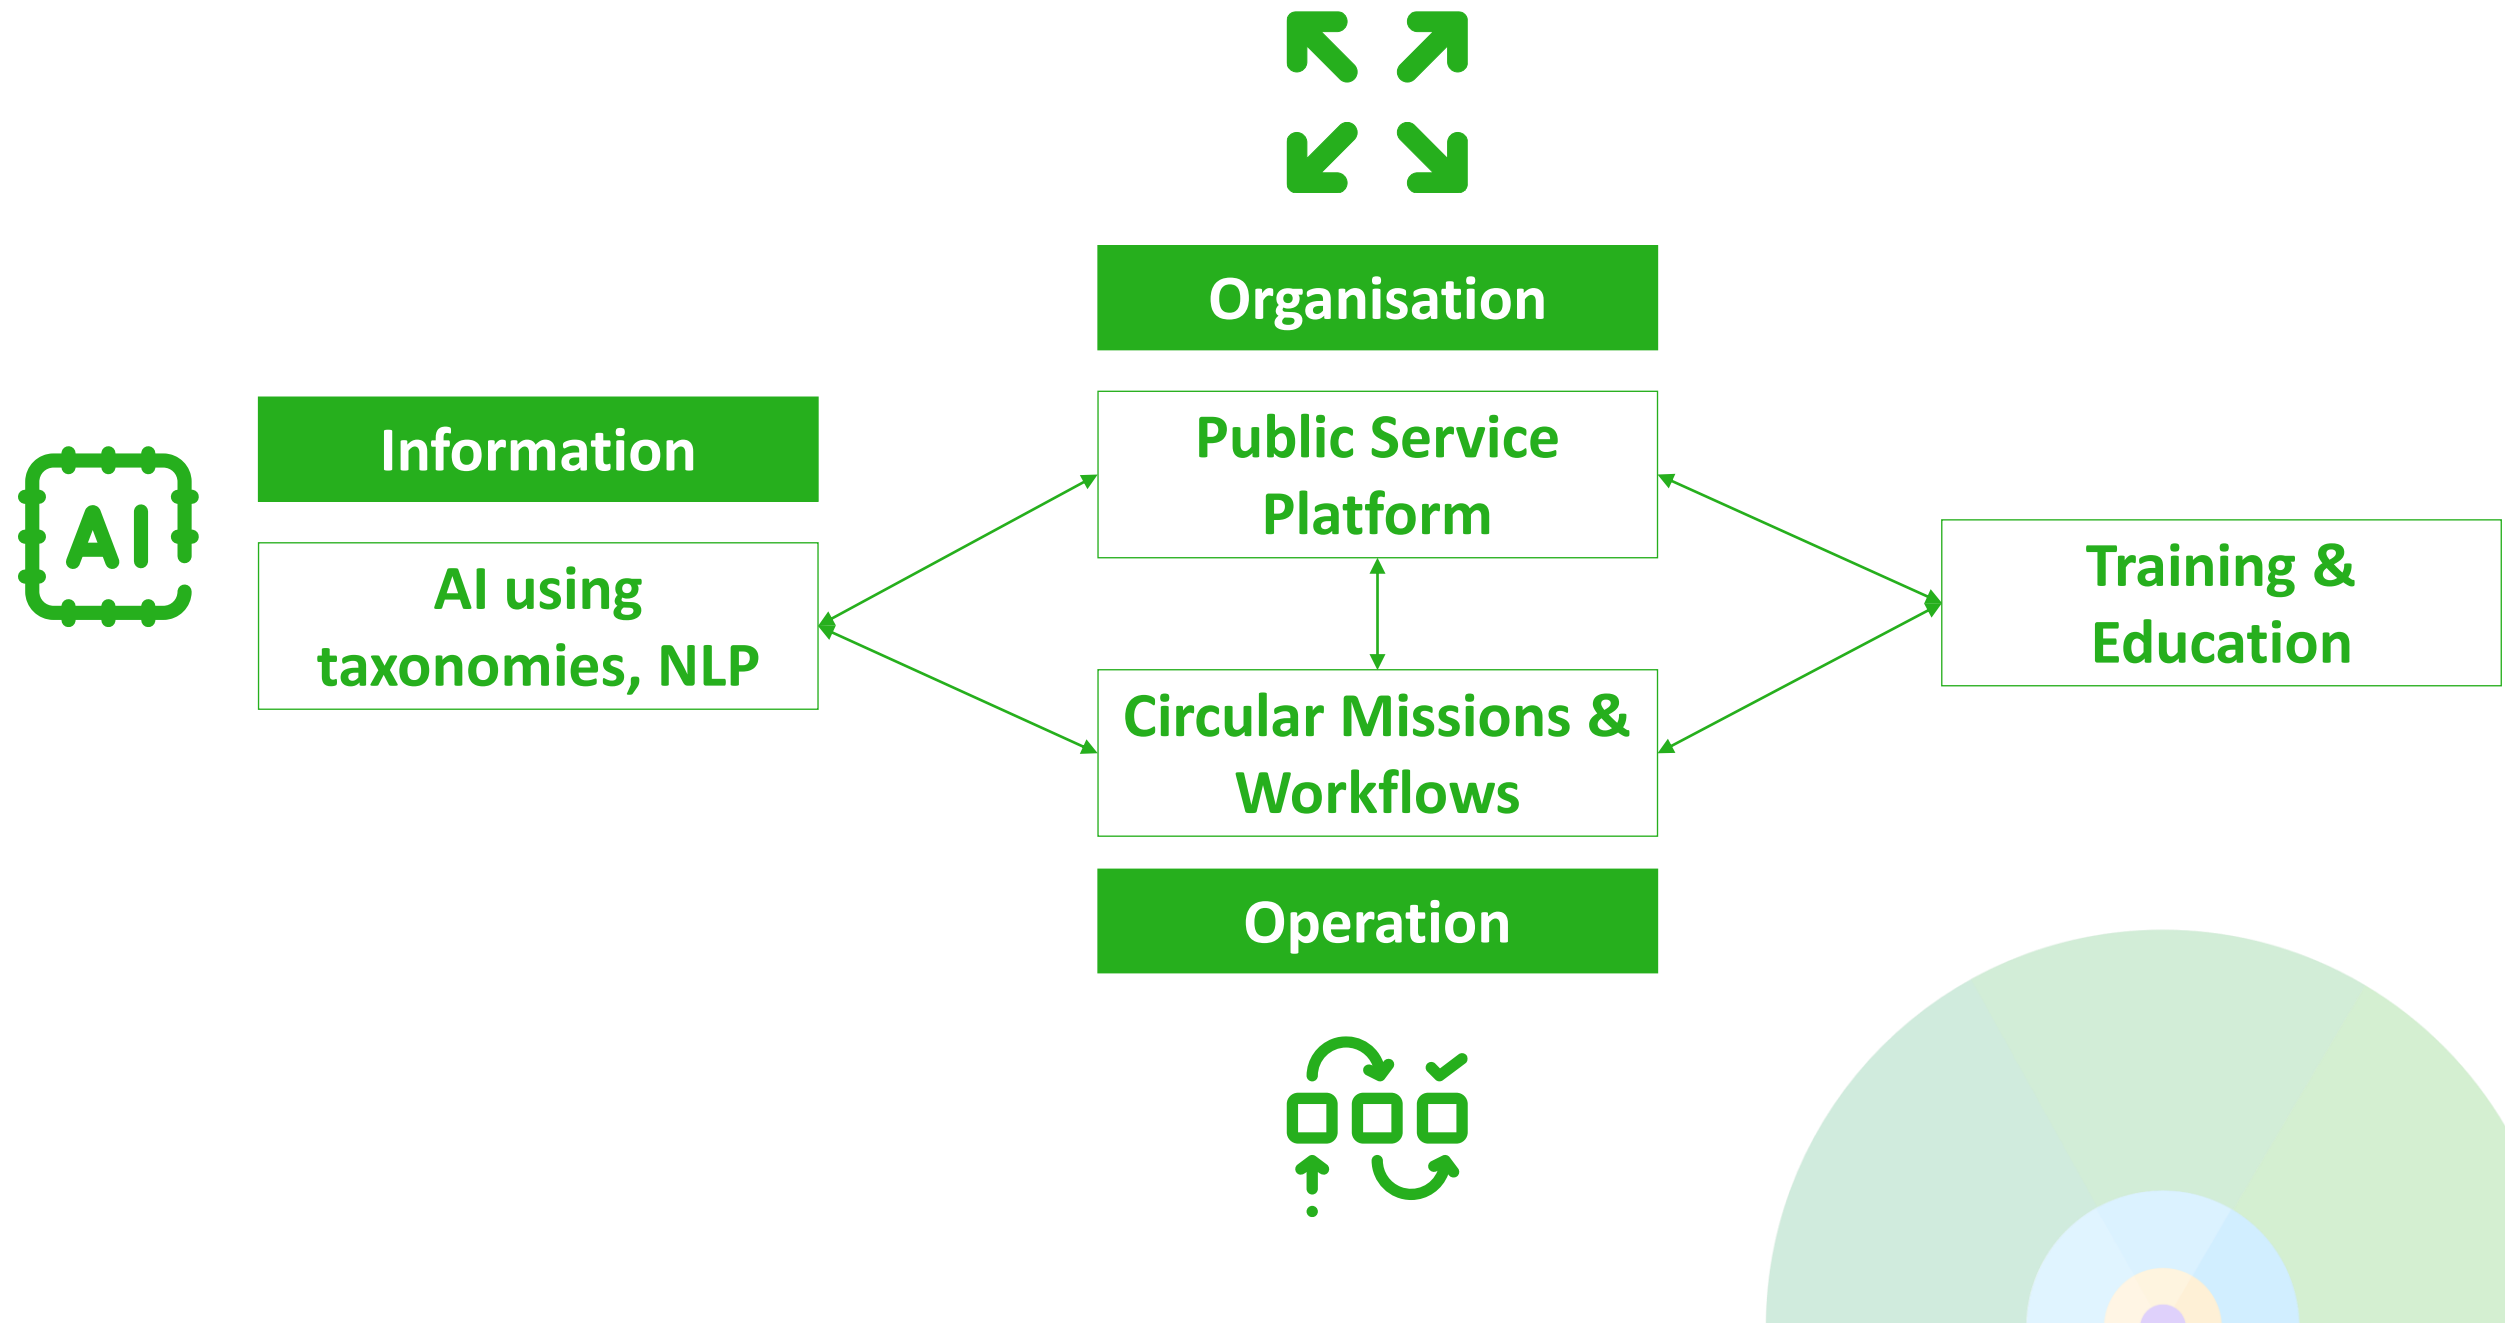 Organisation
Public Service
Platform
Information
AI
AI using
taxonomies, NLP
Training &
Education
Circular Missions &
Workflows
Operation